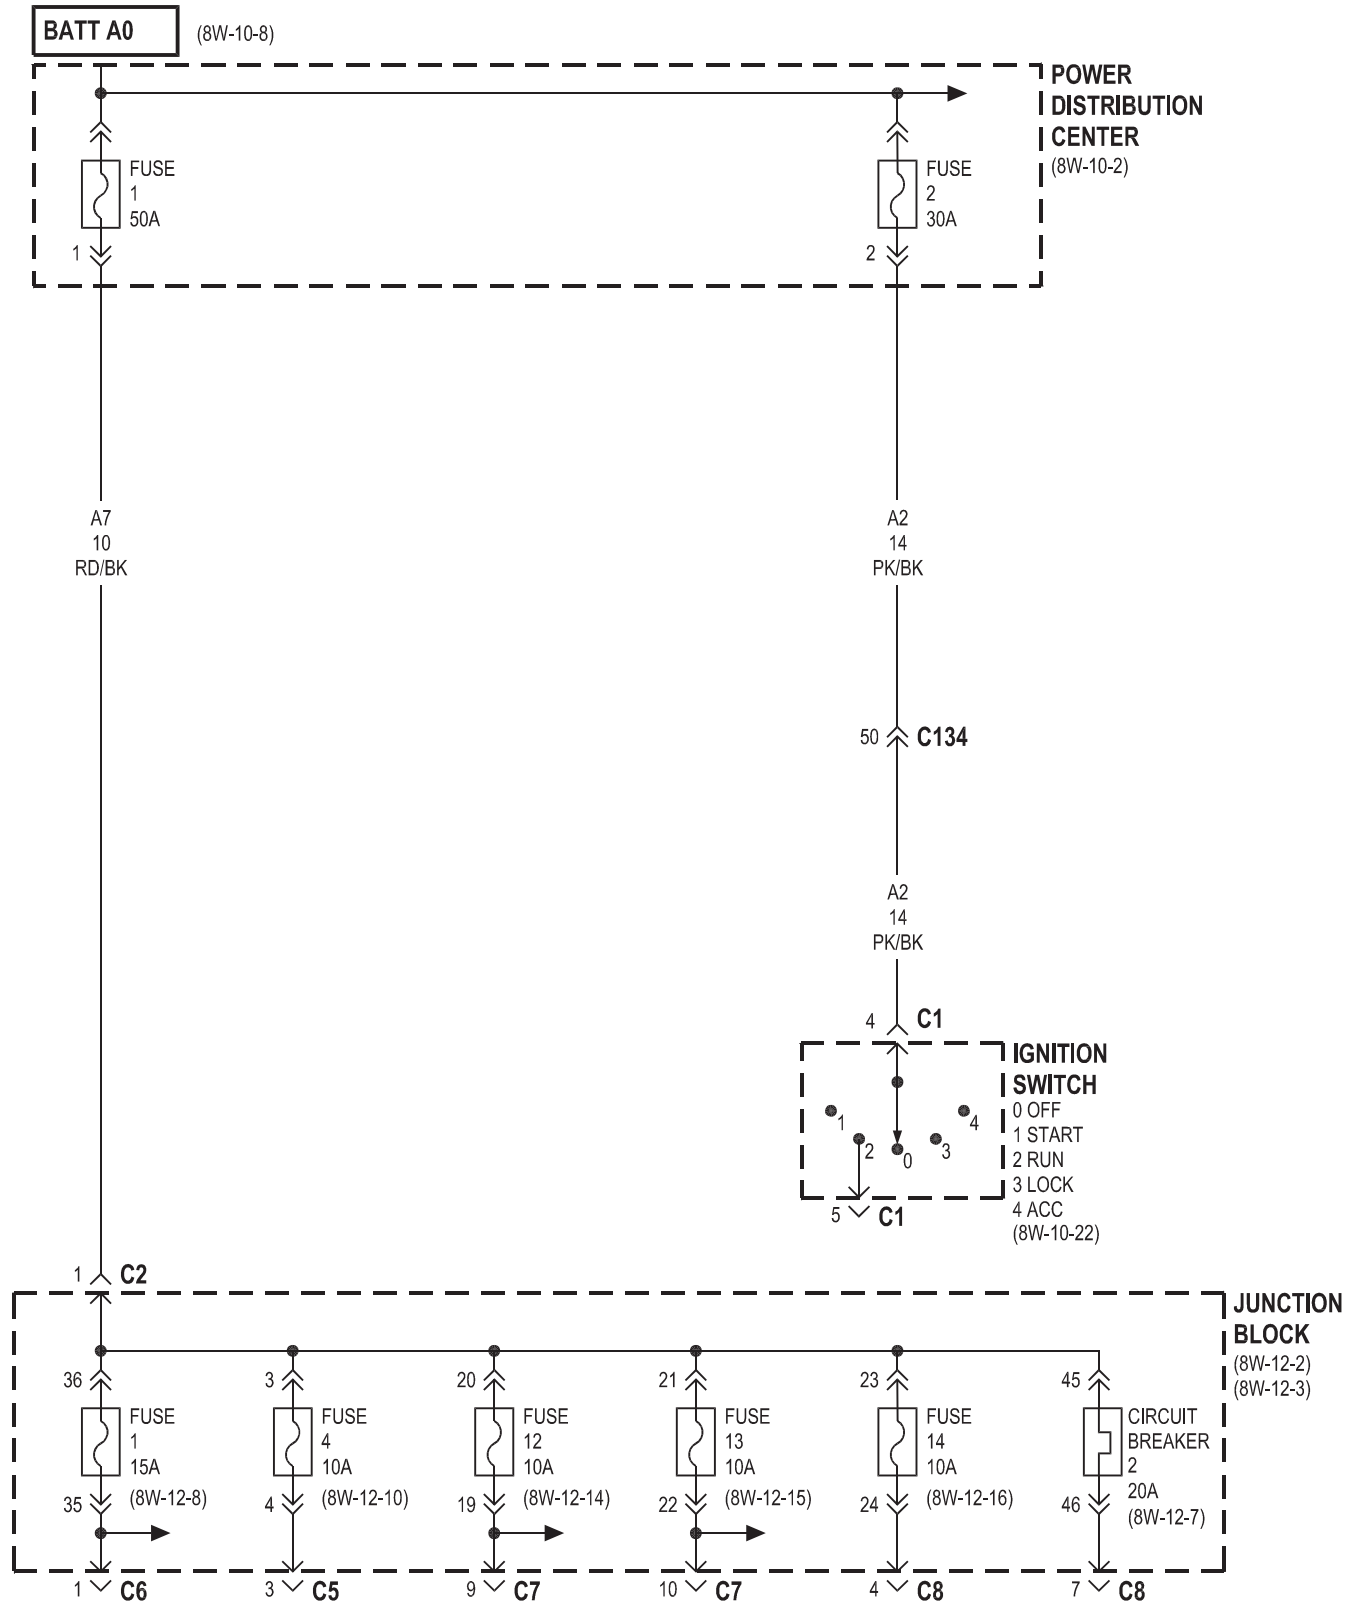 BATT A0
(8W-10-8)
POWER
DISTRIBUTION
CENTER
(8W-10-2)
FUSE
1
50A
1
FUSE
2
30A
2
A7
10
RD/BK
A2
14
PK/BK
50
C134
A2
14
PK/BK
4
C1
IGNITION
SWITCH
0 OFF
1 START
2 RUN
3 LOCK
4 ACC
(8W-10-22)
1
2
0
3
4
5
C1
1
C2
JUNCTION
BLOCK
(8W-12-2)
(8W-12-3)
36
FUSE
1
15A
(8W-12-8)
35
1
C6
3
FUSE
4
10A
(8W-12-10)
4
3
C5
20
FUSE
12
10A
(8W-12-14)
19
9
C7
21
FUSE
13
10A
(8W-12-15)
22
10
C7
23
FUSE
14
10A
(8W-12-16)
24
4
C8
45
CIRCUIT
BREAKER
2
20A
(8W-12-7)
46
7
C8